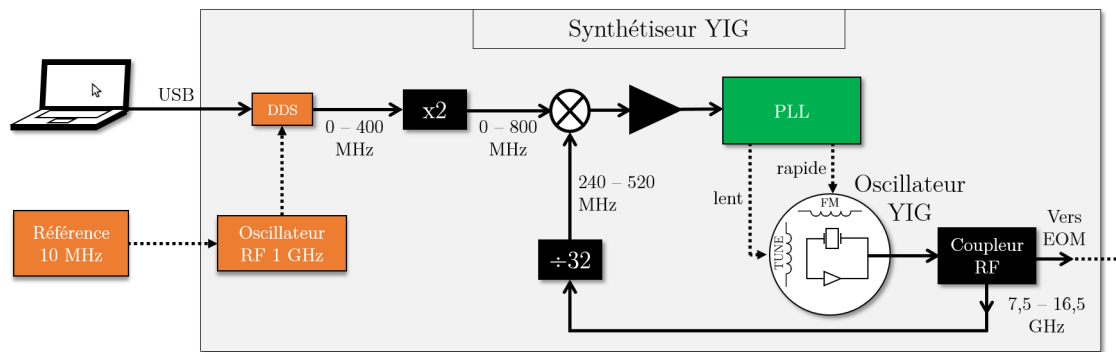 Synthétiseur YIG
USB
DDS
0 – 400
MHz
x2
0 – 800
MHz
PLL
240 – 520
MHz
lent
rapide
Oscillateur
YIG
FM
TUNE
Référence
10 MHz
Oscillateur
RF 1 GHz
÷32
Coupleur
RF
Vers
EOM
7,5 – 16,5
GHz